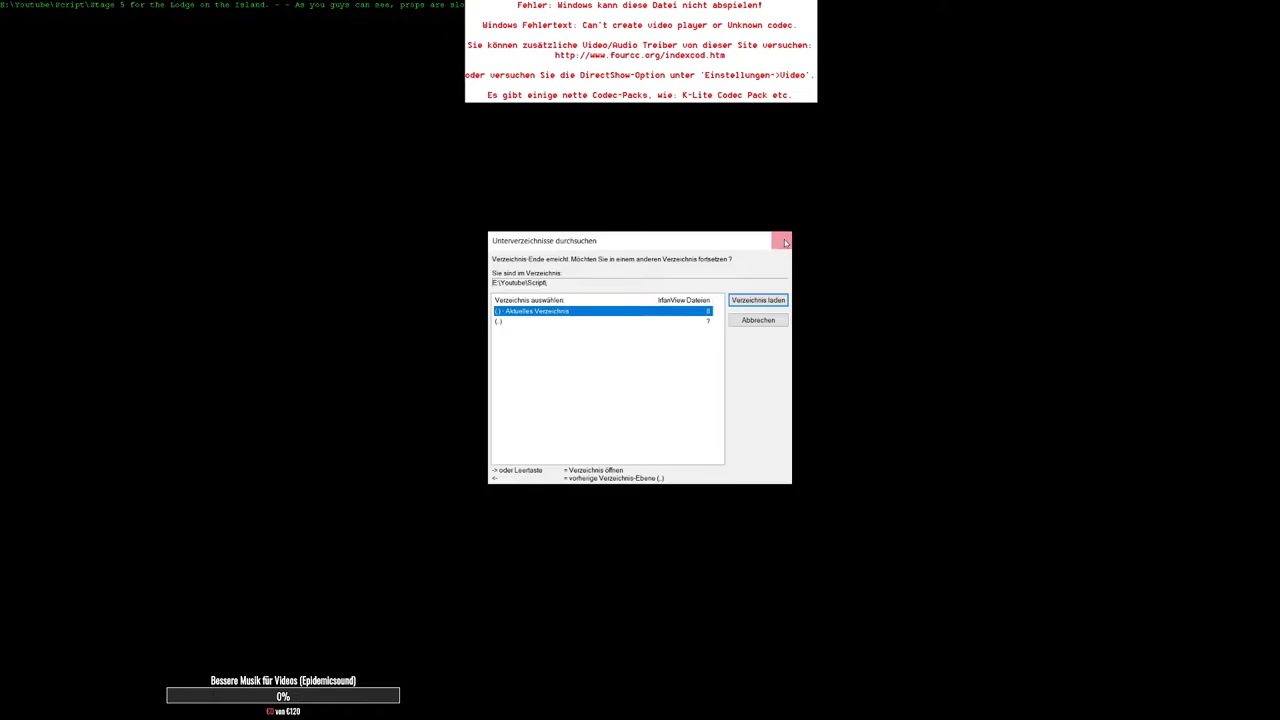 E:\Youtube\Script\Stage 5 for the Lodge on the Island. - - As you guys can see, props are slo
Fehler: Windows kann diese Datei nicht abspielen!
Windows Fehlertext: Can't create video player or Unknown codec.
Sie können zusätzliche Video/Audio Treiber von dieser Site versuchen:
http://www.fourcc.org/indexcod.htm
oder versuchen Sie die DirectShow-Option unter 'Einstellungen->Video'.
Es gibt einige nette Codec-Packs, wie: K-Lite Codec Pack etc.
Unterverzeichnisse durchsuchen
Verzeichnis-Ende erreicht. Möchten Sie in einem anderen Verzeichnis fortsetzen ?
Sie sind im Verzeichnis:
E:\Youtube\Script\
Verzeichnis auswählen: IrfanView Dateien
(.) - Aktuelles Verzeichnis 8
(..) ?
Verzeichnis laden
Abbrechen
-> oder Leertaste = Verzeichnis öffnen
<- = vorherige Verzeichnis-Ebene (..)
Bessere Musik für Videos (Epidemicsound)
0%
€0 von €120